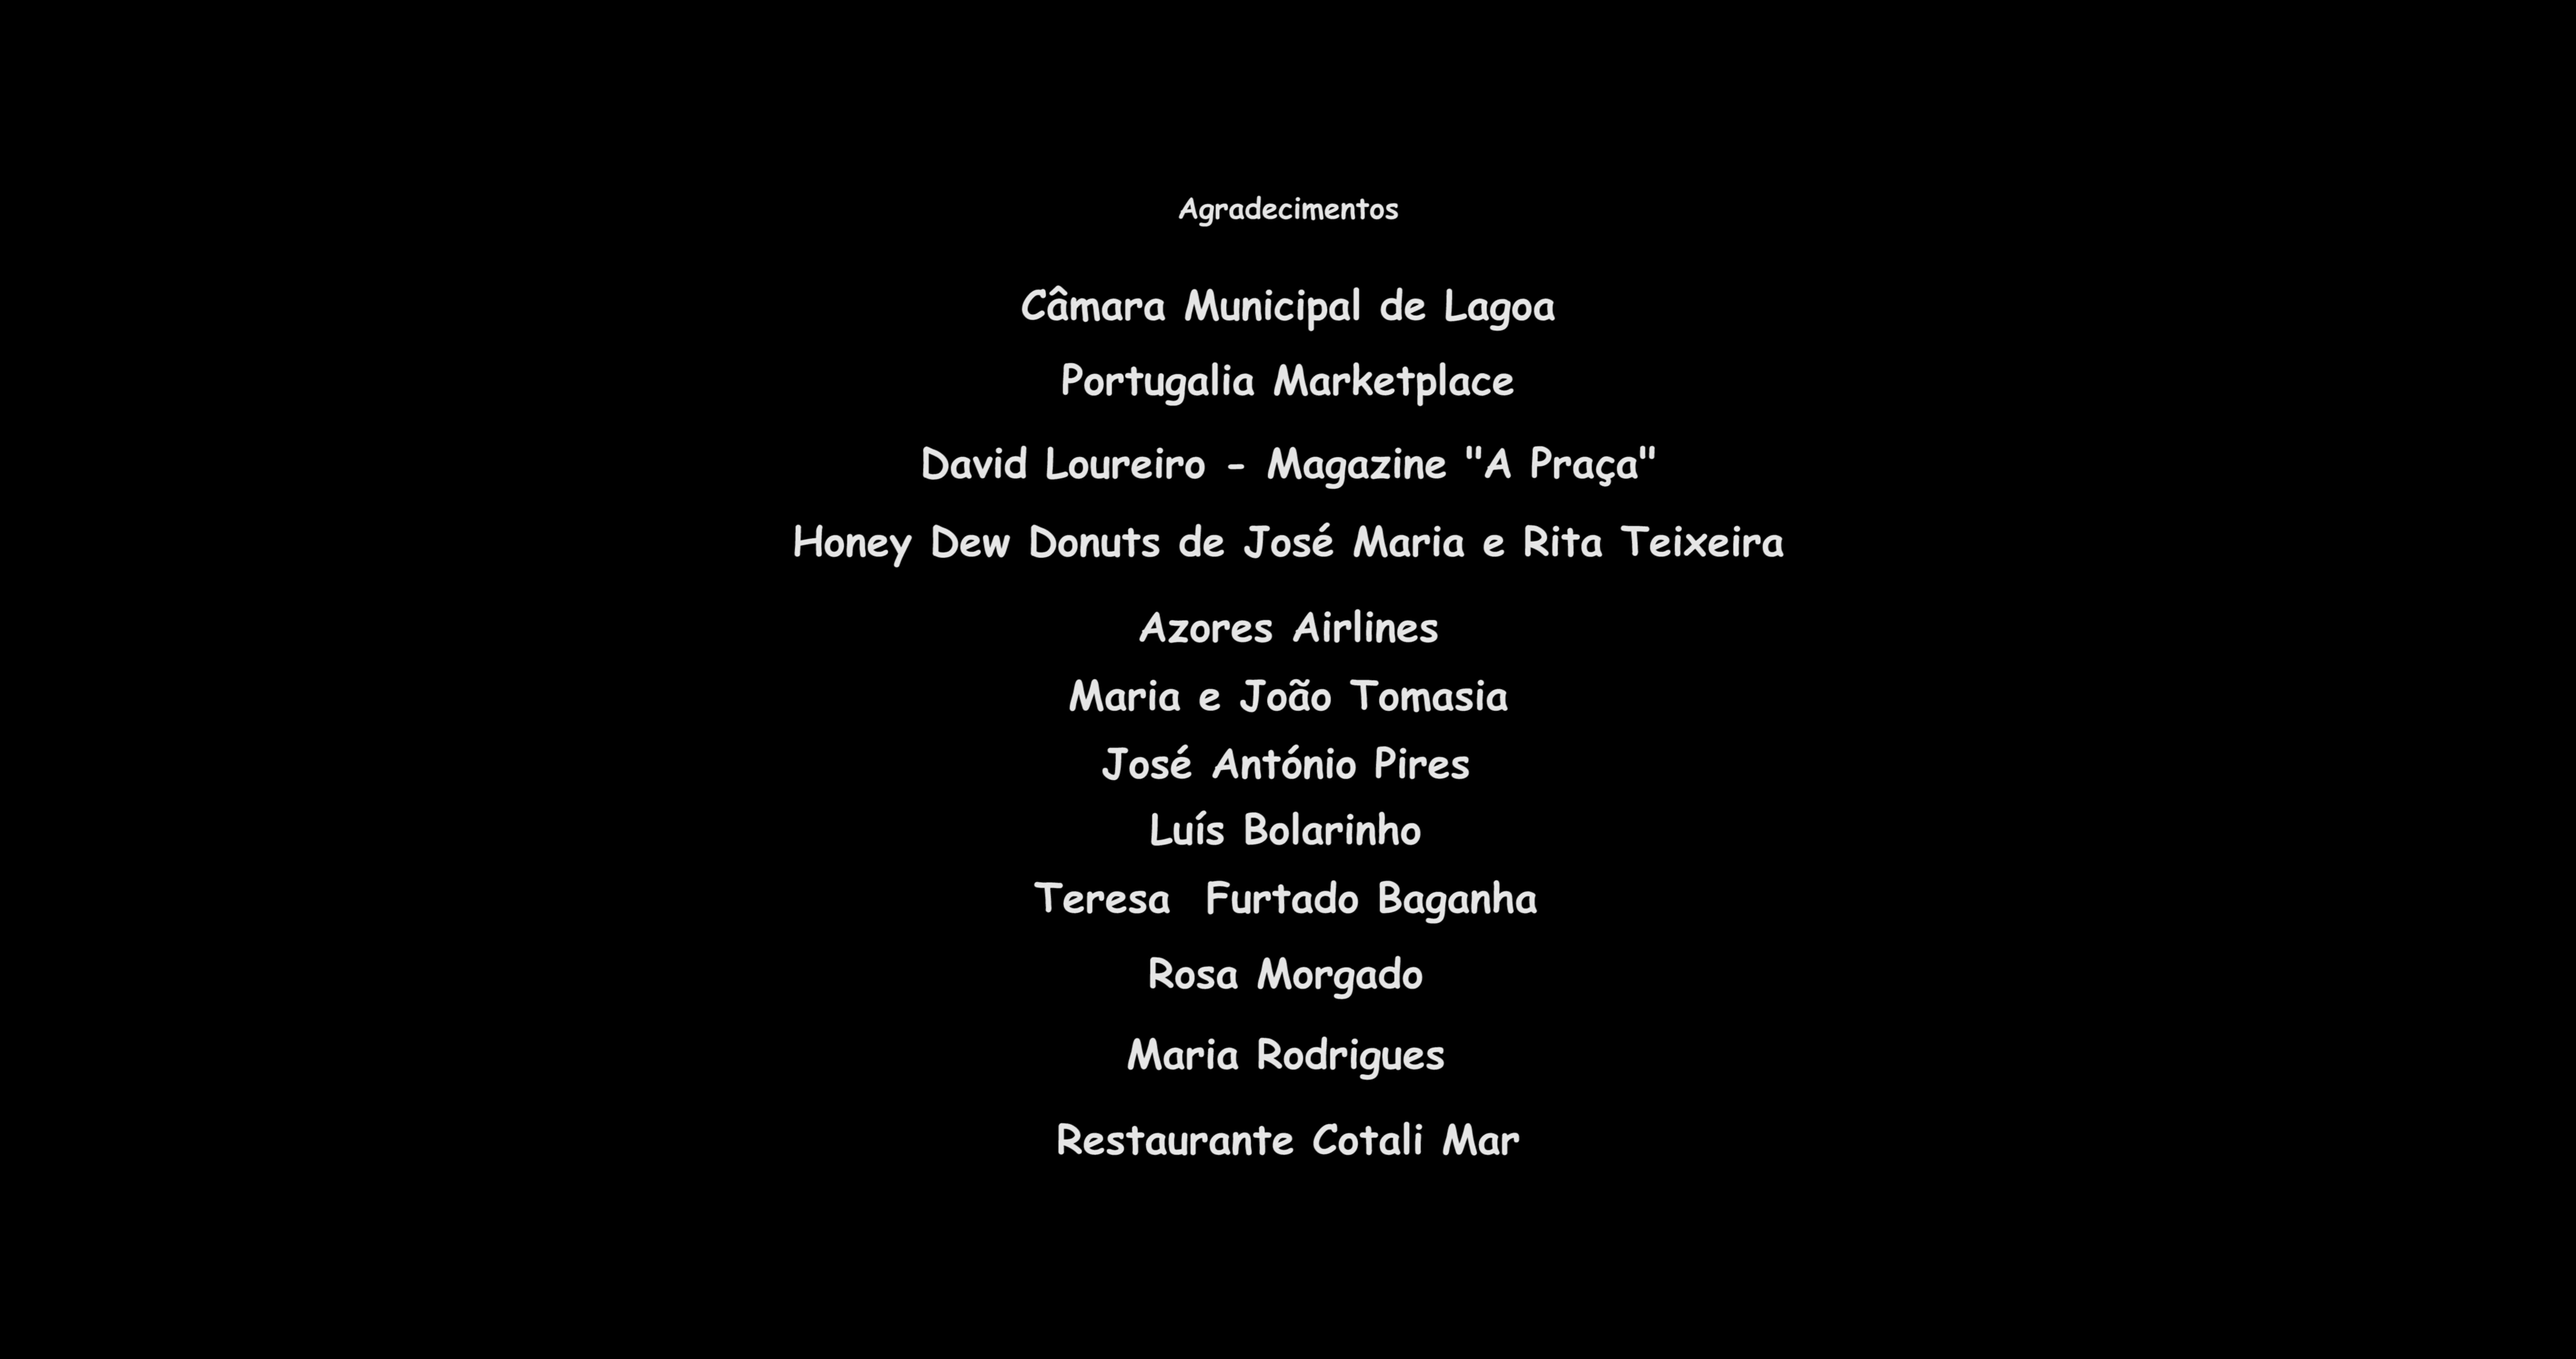 Agradecimentos
Câmara Municipal de Lagoa
Portugalia Marketplace
David Loureiro - Magazine "A Praça"
Honey Dew Donuts de José Maria e Rita Teixeira
Azores Airlines
Maria e João Tomasia
José António Pires
Luís Bolarinho
Teresa  Furtado Baganha
Rosa Morgado
Maria Rodrigues
Restaurante Cotali Mar